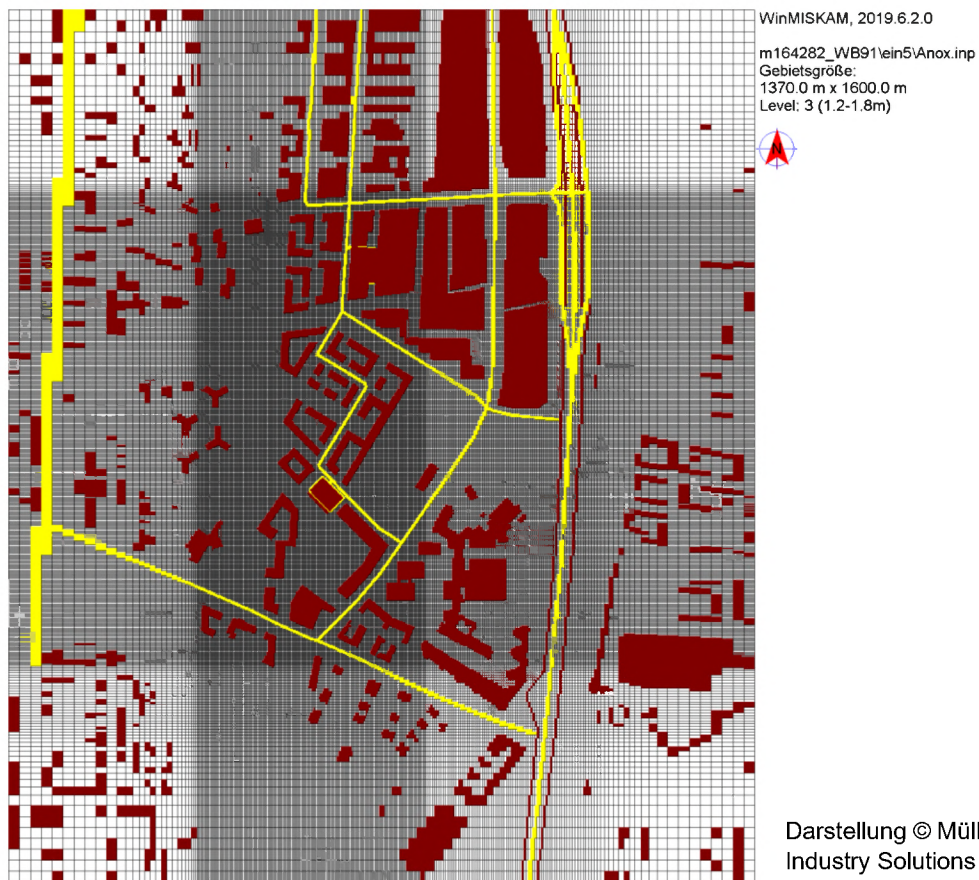 WinMISKAM, 2019.6.2.0
m164282_WB91\ein5\Anox.inp
Gebietsgröße:
1370.0 m x 1600.0 m
Level: 3 (1.2-1.8m)
N
Darstellung © Müll
Industry Solutions